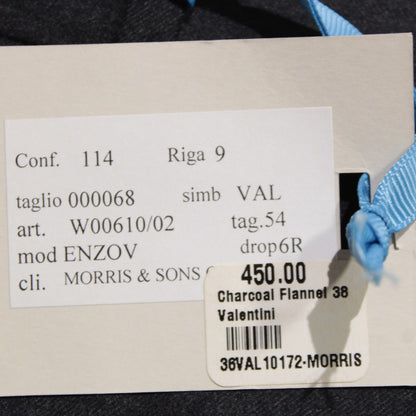 Conf. 114 Riga 9
taglio 000068 simb VAL
art. W00610/02 tag.54
mod ENZOV drop6R
cli. MORRIS & SONS
450.00
Charcoal Flannel 38
Valentini
36VAL10172-MORRIS